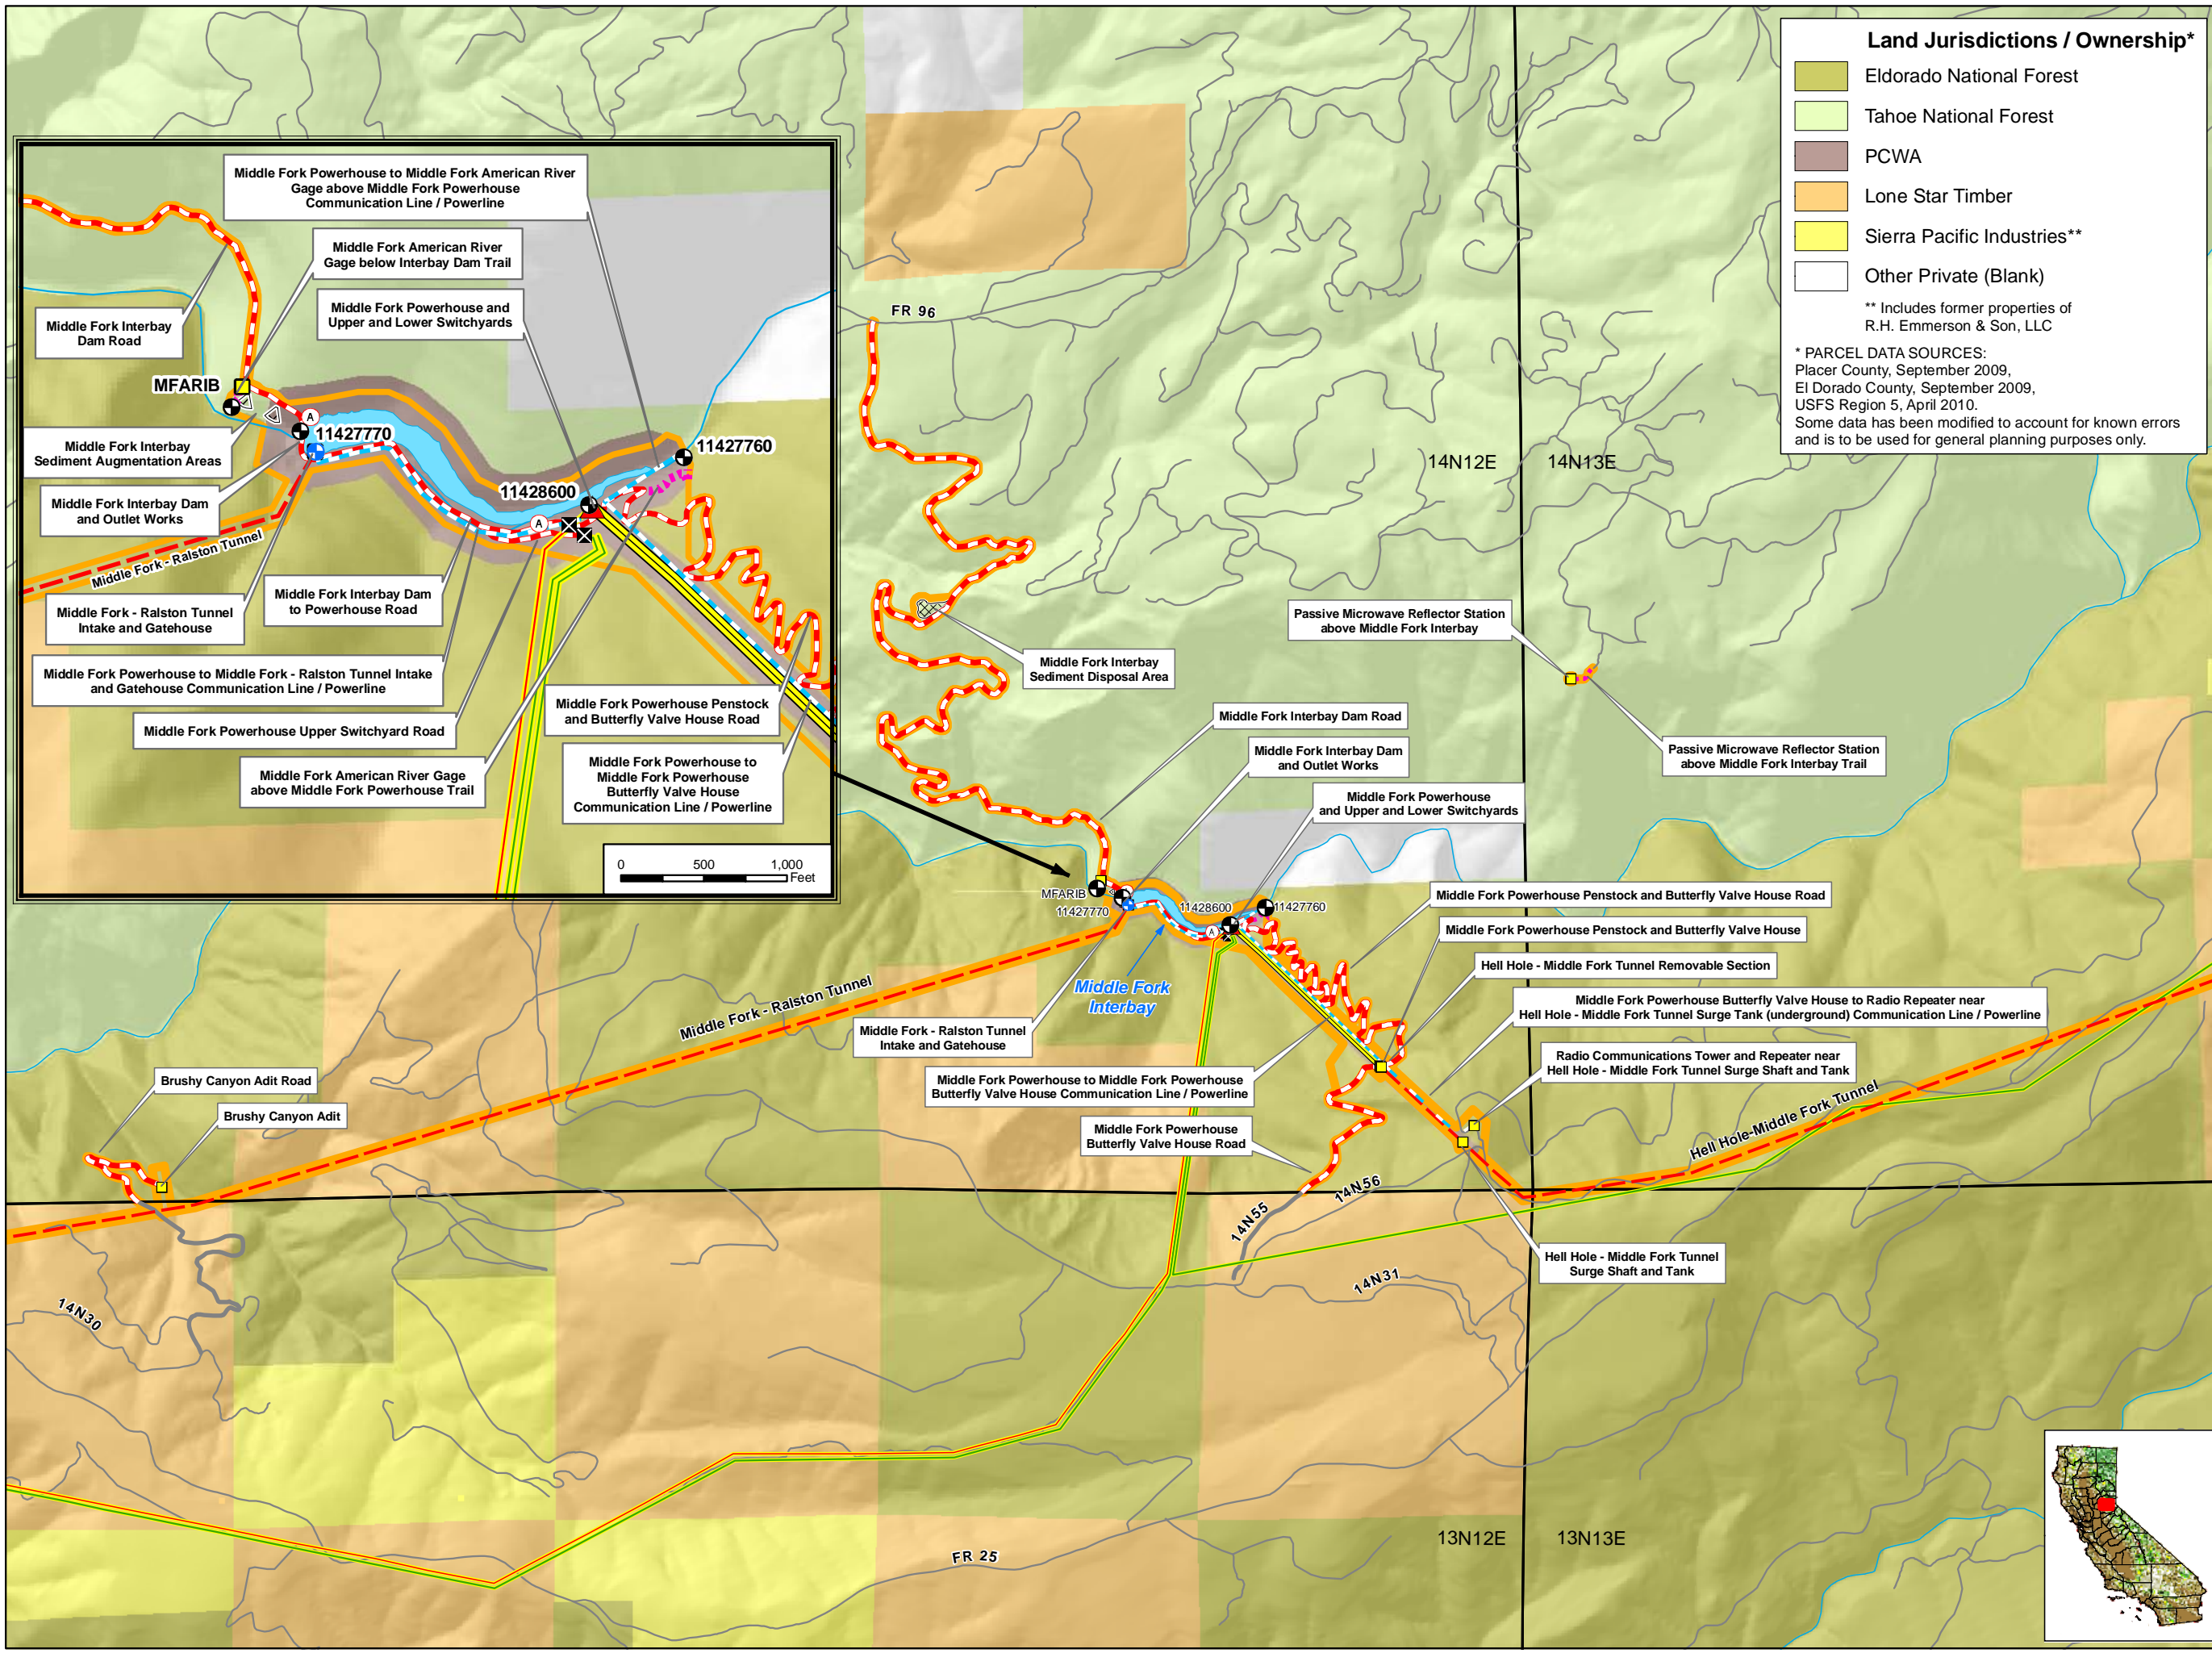 Land Jurisdictions / Ownership*
Eldorado National Forest
Tahoe National Forest
PCWA
Lone Star Timber
Sierra Pacific Industries**
Other Private (Blank)
** Includes former properties of
R.H. Emmerson & Son, LLC
* PARCEL DATA SOURCES:
Placer County, September 2009,
El Dorado County, September 2009,
USFS Region 5, April 2010.
Some data has been modified to account for known errors
and is to be used for general planning purposes only.
Middle Fork Powerhouse to Middle Fork American River
Gage above Middle Fork Powerhouse
Communication Line / Powerline
Middle Fork American River
Gage below Interbay Dam Trail
Middle Fork Powerhouse and
Upper and Lower Switchyards
Middle Fork Interbay
Dam Road
MFARIB
A
11427770
11427760
Middle Fork Interbay
Sediment Augmentation Areas
11428600
A
Middle Fork Interbay Dam
and Outlet Works
Middle Fork - Ralston Tunnel
Middle Fork - Ralston Tunnel
Intake and Gatehouse
Middle Fork Interbay Dam
to Powerhouse Road
Middle Fork Powerhouse to Middle Fork - Ralston Tunnel Intake
and Gatehouse Communication Line / Powerline
Middle Fork Powerhouse Penstock
and Butterfly Valve House Road
Middle Fork Powerhouse Upper Switchyard Road
Middle Fork American River Gage
above Middle Fork Powerhouse Trail
Middle Fork Powerhouse to
Middle Fork Powerhouse
Butterfly Valve House
Communication Line / Powerline
0 500 1,000
Feet
FR 96
14N12E
14N13E
Passive Microwave Reflector Station
above Middle Fork Interbay
Middle Fork Interbay
Sediment Disposal Area
Middle Fork Interbay Dam Road
Passive Microwave Reflector Station
above Middle Fork Interbay Trail
Middle Fork Interbay Dam
and Outlet Works
Middle Fork Powerhouse
and Upper and Lower Switchyards
MFARIB
11427770
11428600
11427760
A
Middle Fork Powerhouse Penstock and Butterfly Valve House Road
Middle Fork Powerhouse Penstock and Butterfly Valve House
Hell Hole - Middle Fork Tunnel Removable Section
Middle Fork
Interbay
Middle Fork - Ralston Tunnel
Middle Fork Powerhouse Butterfly Valve House to Radio Repeater near
Hell Hole - Middle Fork Tunnel Surge Tank (underground) Communication Line / Powerline
Middle Fork - Ralston Tunnel
Intake and Gatehouse
Radio Communications Tower and Repeater near
Hell Hole - Middle Fork Tunnel Surge Shaft and Tank
Brushy Canyon Adit Road
Brushy Canyon Adit
Middle Fork Powerhouse to Middle Fork Powerhouse
Butterfly Valve House Communication Line / Powerline
Middle Fork Powerhouse
Butterfly Valve House Road
Hell Hole-Middle Fork Tunnel
14N56
14N55
Hell Hole - Middle Fork Tunnel
Surge Shaft and Tank
14N31
14N30
13N12E
13N13E
FR 25